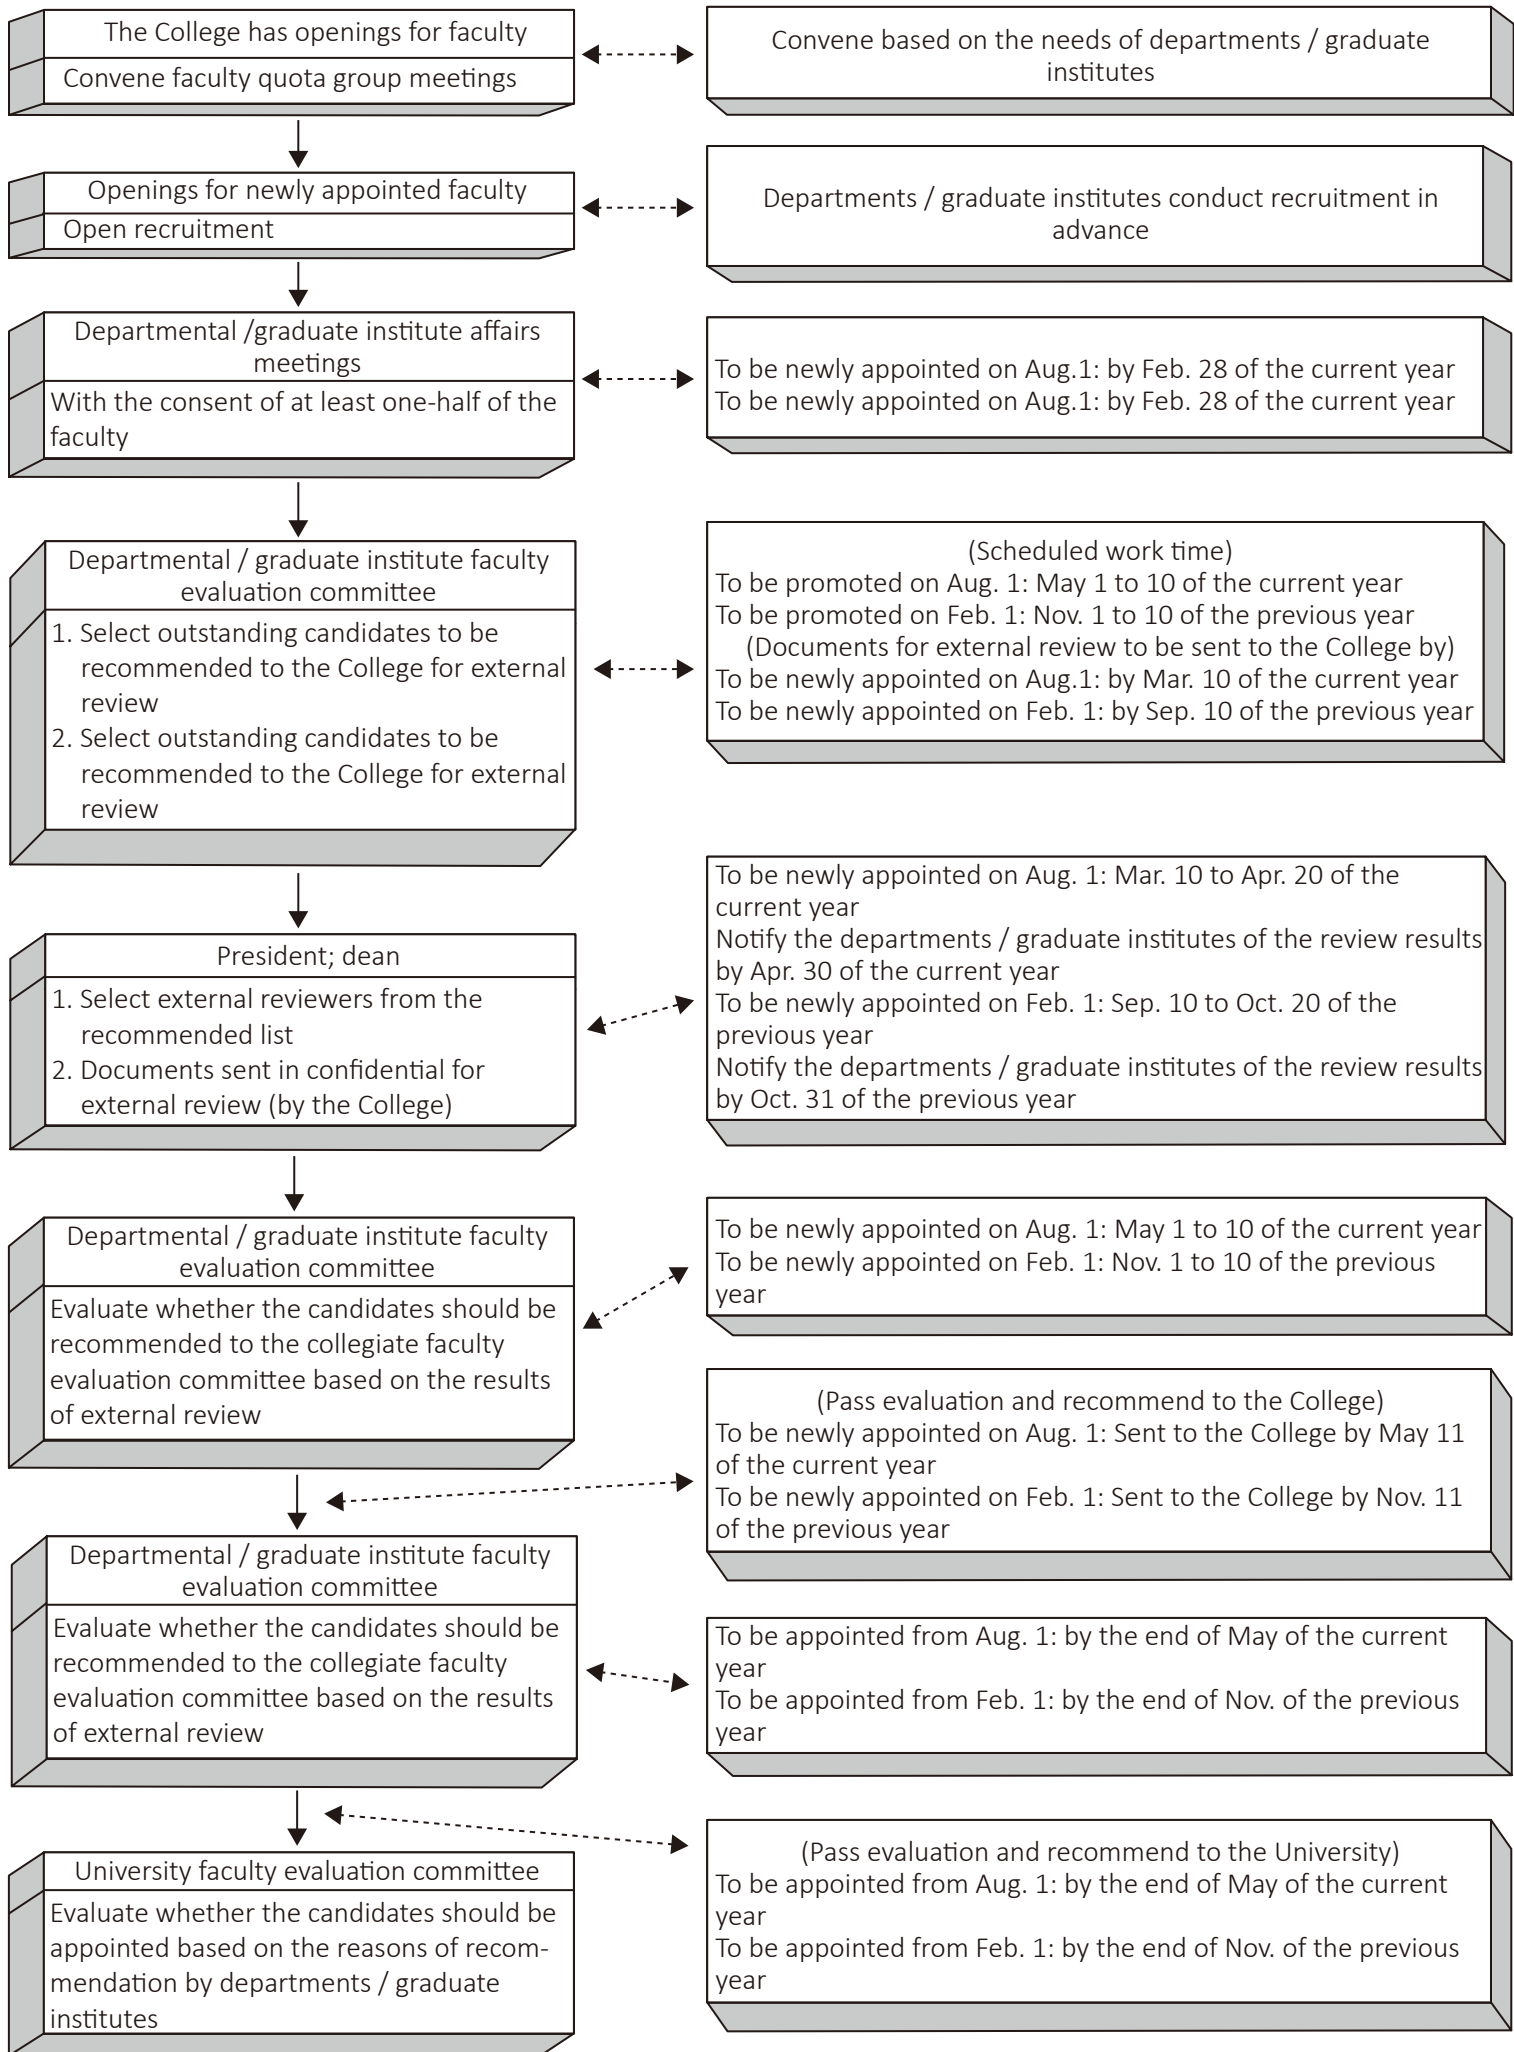 The College has openings for faculty
Convene faculty quota group meetings
Convene based on the needs of departments / graduate
institutes
Openings for newly appointed faculty
Open recruitment
Departments / graduate institutes conduct recruitment in
advance
Departmental /graduate institute affairs
meetings
With the consent of at least one-half of the
faculty
To be newly appointed on Aug.1: by Feb. 28 of the current year
To be newly appointed on Aug.1: by Feb. 28 of the current year
Departmental / graduate institute faculty
evaluation committee
1. Select outstanding candidates to be
recommended to the College for external
review
2. Select outstanding candidates to be
recommended to the College for external
review
(Scheduled work time)
To be promoted on Aug. 1: May 1 to 10 of the current year
To be promoted on Feb. 1: Nov. 1 to 10 of the previous year
(Documents for external review to be sent to the College by)
To be newly appointed on Aug.1: by Mar. 10 of the current year
To be newly appointed on Feb. 1: by Sep. 10 of the previous year
President; dean
1. Select external reviewers from the
recommended list
2. Documents sent in confidential for
external review (by the College)
To be newly appointed on Aug. 1: Mar. 10 to Apr. 20 of the
current year
Notify the departments / graduate institutes of the review results
by Apr. 30 of the current year
To be newly appointed on Feb. 1: Sep. 10 to Oct. 20 of the
previous year
Notify the departments / graduate institutes of the review results
by Oct. 31 of the previous year
Departmental / graduate institute faculty
evaluation committee
Evaluate whether the candidates should be
recommended to the collegiate faculty
evaluation committee based on the results
of external review
To be newly appointed on Aug. 1: May 1 to 10 of the current year
To be newly appointed on Feb. 1: Nov. 1 to 10 of the previous
year
(Pass evaluation and recommend to the College)
To be newly appointed on Aug. 1: Sent to the College by May 11
of the current year
To be newly appointed on Feb. 1: Sent to the College by Nov. 11
of the previous year
Departmental / graduate institute faculty
evaluation committee
Evaluate whether the candidates should be
recommended to the collegiate faculty
evaluation committee based on the results
of external review
To be appointed from Aug. 1: by the end of May of the current
year
To be appointed from Feb. 1: by the end of Nov. of the previous
year
University faculty evaluation committee
Evaluate whether the candidates should be
appointed based on the reasons of recom-
mendation by departments / graduate
institutes
(Pass evaluation and recommend to the University)
To be appointed from Aug. 1: by the end of May of the current
year
To be appointed from Feb. 1: by the end of Nov. of the previous
year